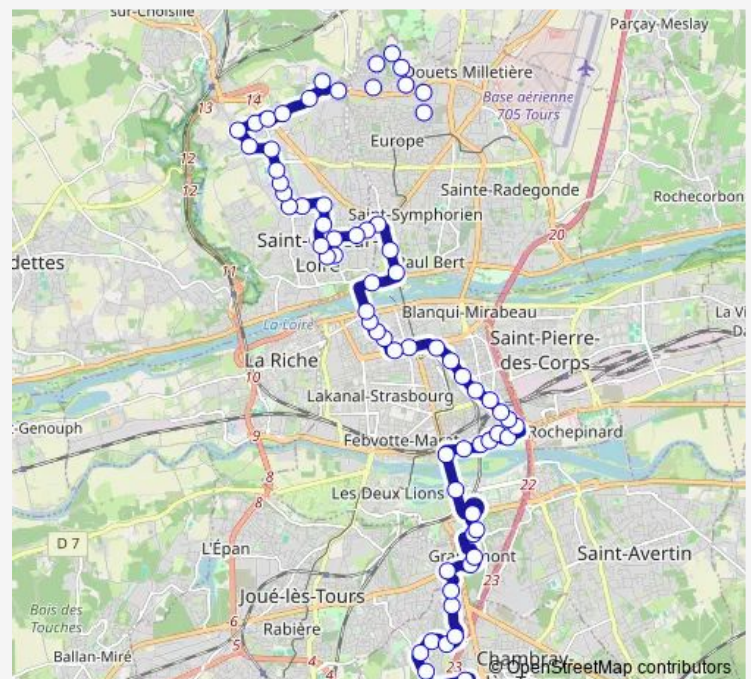 sur-Choisille
Parçay-Meslay
Douets Milletière
13
14
Base aérienne
705 Tours
Europe
12
12
Sainte-Radegonde
Rochecorbon
Saint-Symphorien
20
dettes
Loire
Paul Bert
11
La Loire
Blanqui-Mirabeau
La Riche
Saint-Pierre-
des-Corps
10
Lakanal-Strasbourg
-Genouph
9
Febvotte-Marat
Rochepinard
8
8
Les Deux Lions
22
D 7
L'Épan
Saint-Avertin
23
Joué-lès-Tours
Bois des
Touches
6
5
Rabière
Ballan-Miré
4
4
23
Chambray-
© OpenStreetMap contributors